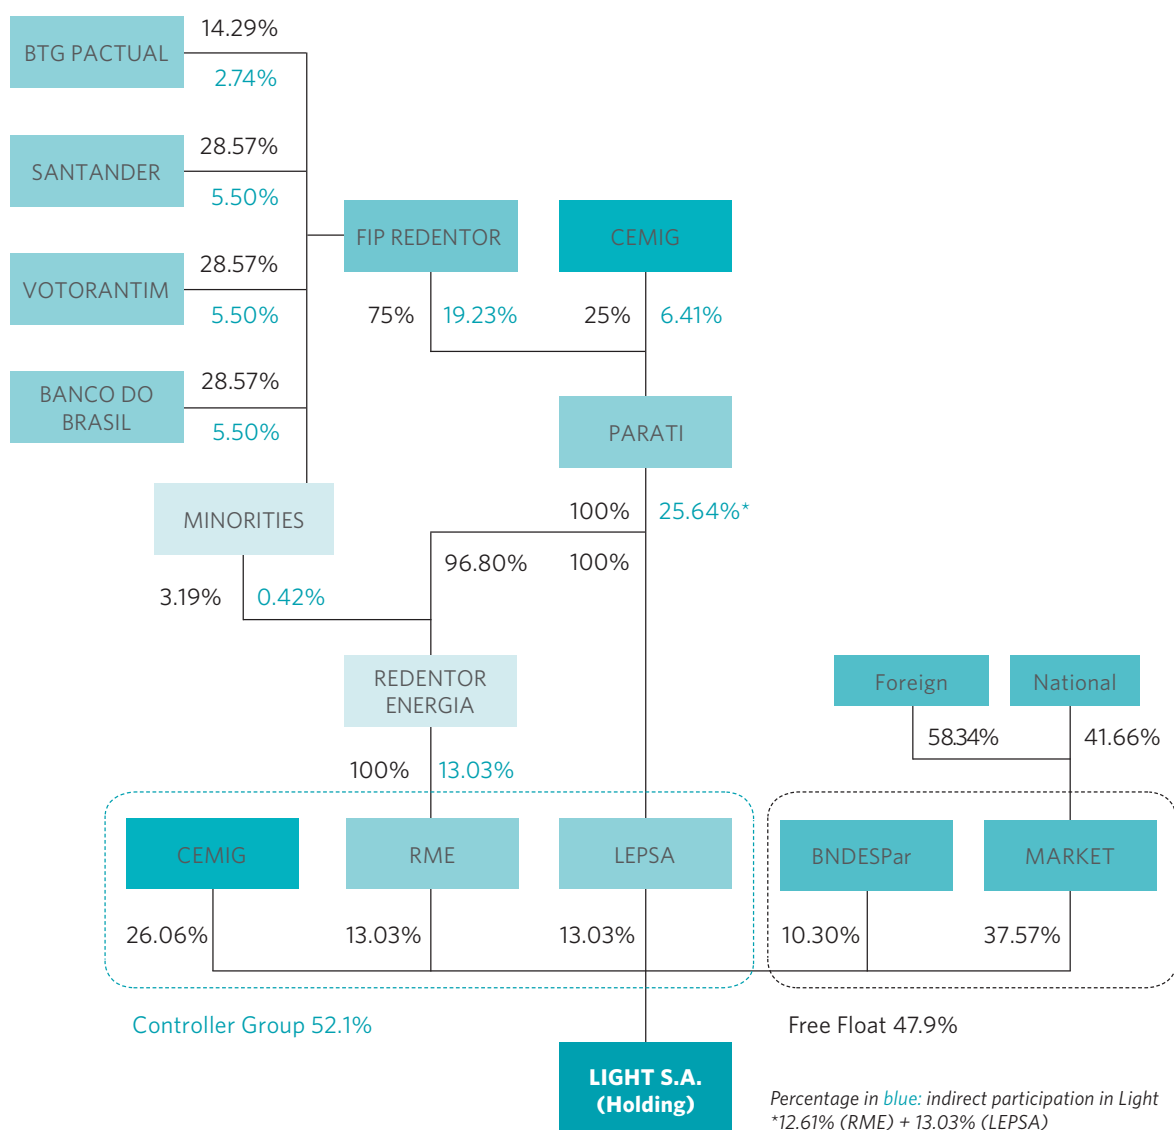 14.29%
BTG PACTUAL
2.74%
28.57%
SANTANDER
5.50%
FIP REDENTOR
CEMIG
28.57%
VOTORANTIM
5.50%
75%
19.23%
25%
6.41%
28.57%
BANCO DO
BRASIL
5.50%
PARATI
MINORITIES
100%
25.64%*
96.80%
100%
3.19%
0.42%
REDENTOR
ENERGIA
Foreign
National
58.34%
41.66%
100%
13.03%
CEMIG
RME
LEPSA
BNDESPar
MARKET
26.06%
13.03%
13.03%
10.30%
37.57%
Controller Group 52.1%
Free Float 47.9%
LIGHT S.A.
(Holding)
Percentage in blue: indirect participation in Light
*12.61% (RME) + 13.03% (LEPSA)